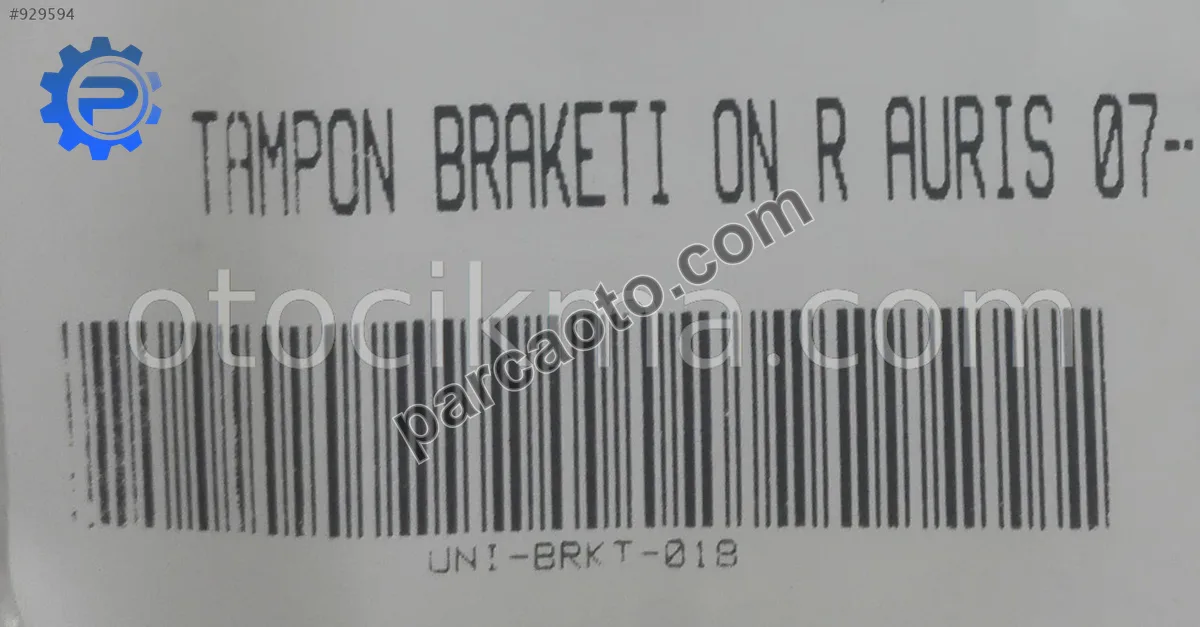 #929594
TAMPON BRAKETI ON R AURIS 07--
otocikma.com
parcaoto.com
UNI-BRKT-018